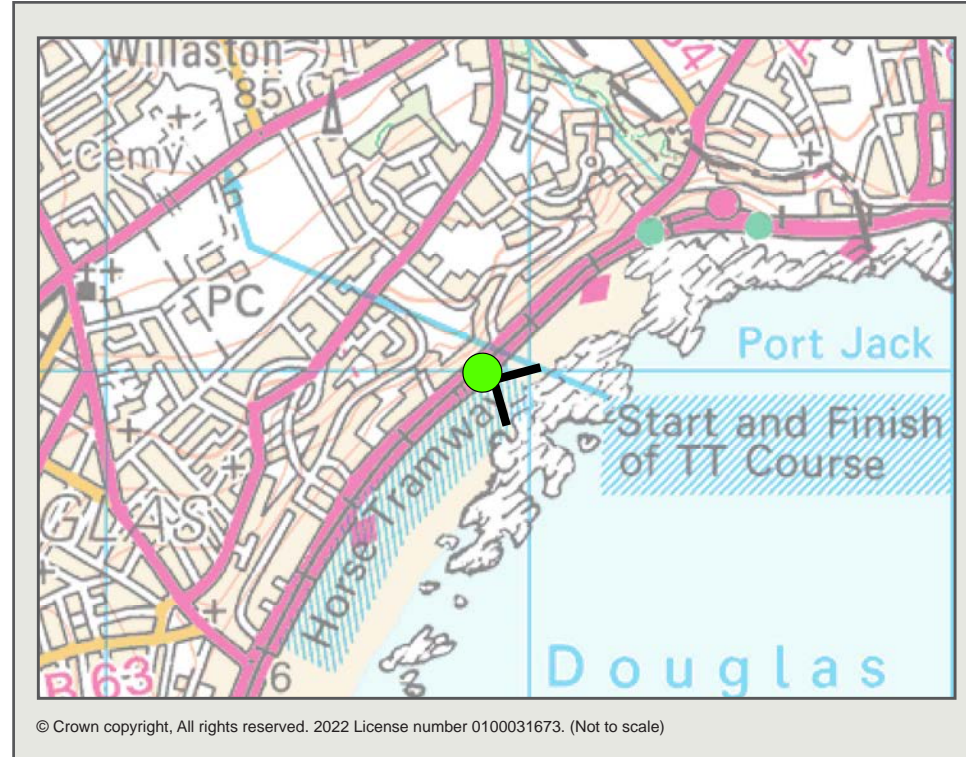 Willaston
85
Cemy
PC
Port Jack
Start and Finish
of TT Course
Horse Tramway
GLAS
Douglas
B 63
6
© Crown copyright, All rights reserved. 2022 License number 0100031673. (Not to scale)